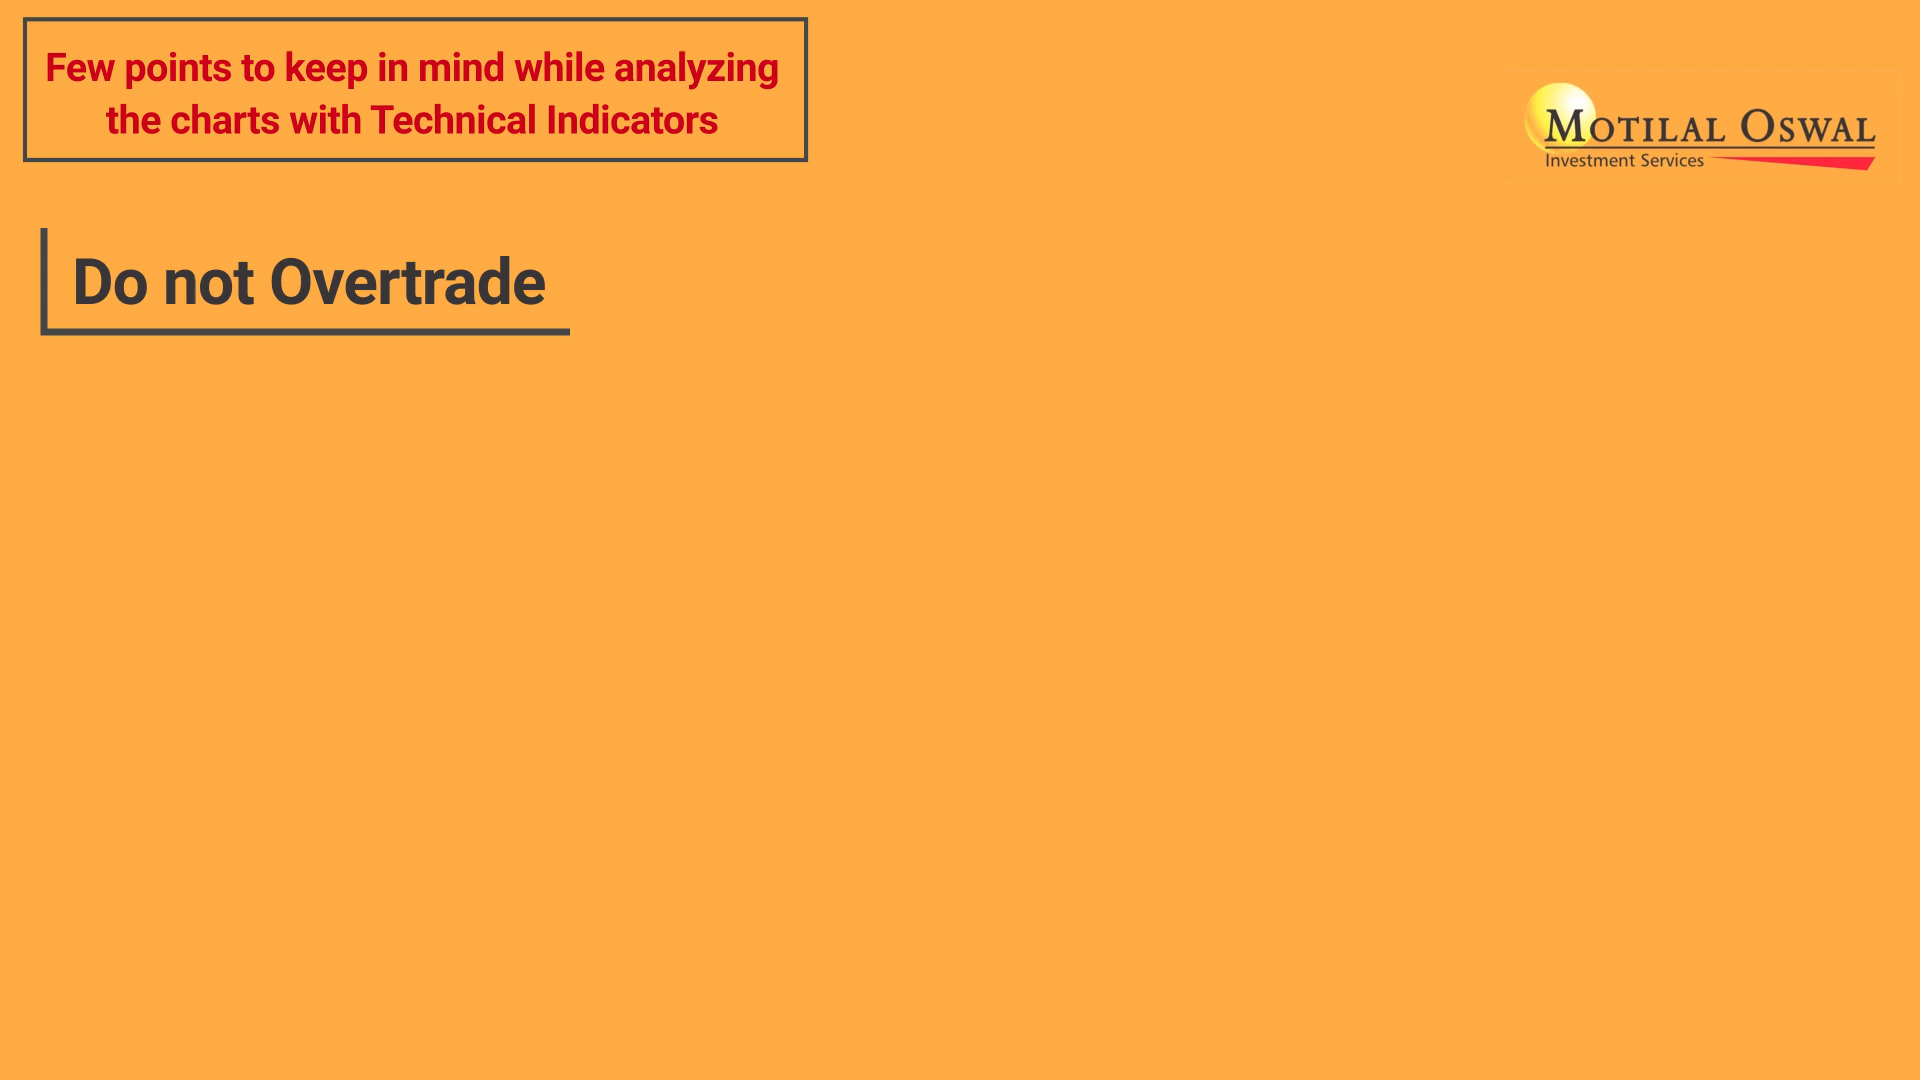 Few points to keep in mind while analyzing
the charts with Technical Indicators
MOTILAL OSWAL
Investment Services
Do not Overtrade